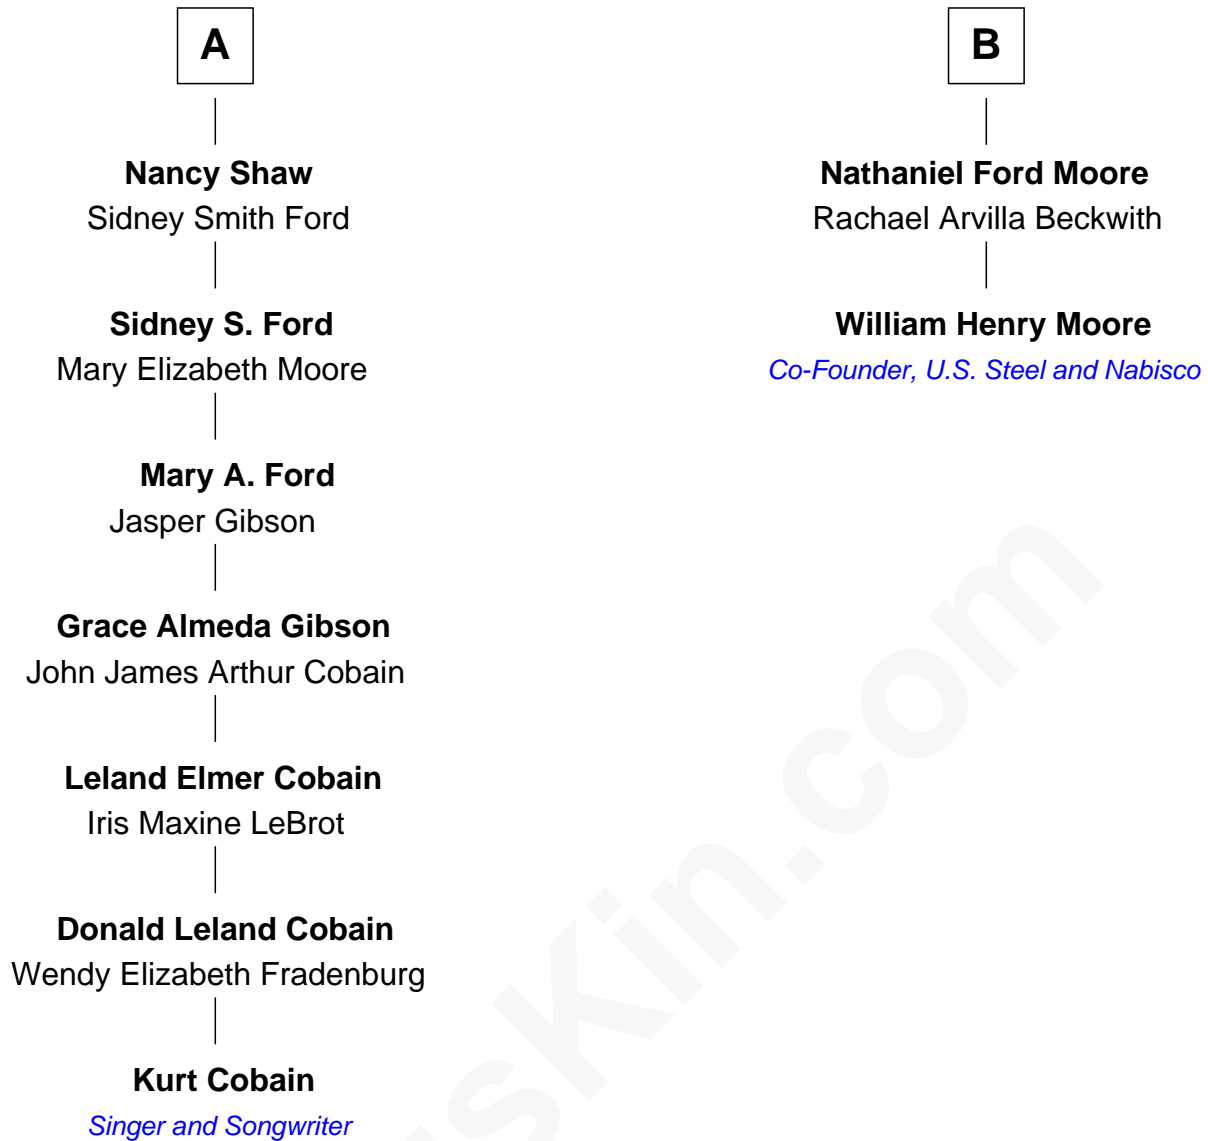 A
Nancy Shaw
Sidney Smith Ford
Sidney S. Ford
Mary Elizabeth Moore
Mary A. Ford
Jasper Gibson
Grace Almeda Gibson
John James Arthur Cobain
Leland Elmer Cobain
Iris Maxine LeBrot
Donald Leland Cobain
Wendy Elizabeth Fradenburg
Kurt Cobain
Singer and Songwriter
B
Nathaniel Ford Moore
Rachael Arvilla Beckwith
William Henry Moore
Co-Founder, U.S. Steel and Nabisco